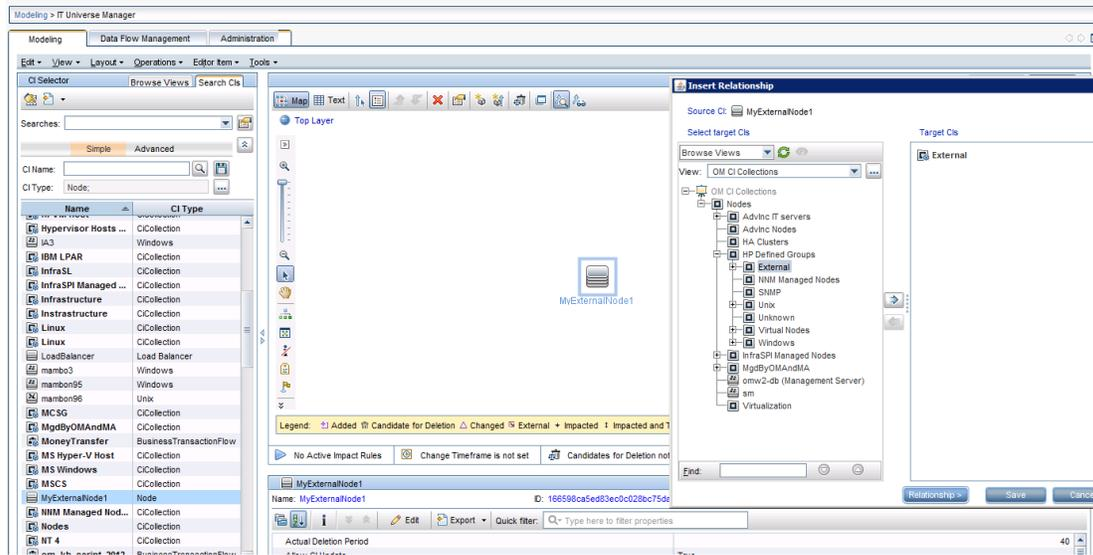 Modeling > IT Universe Manager
Modeling Data Flow Management Administration
Edit View Layout Operations Editor Item Tools
CI Selector Browse Views Search CIs
Searches:
Simple Advanced
CI Name:
CI Type: Node;
Name CI Type
CiCollection
Hypervisor Hosts ... CiCollection
IA3 Windows
IBM LPAR CiCollection
InfraSL CiCollection
InfraSPI Managed ... CiCollection
Infrastructure CiCollection
Instrastructure CiCollection
Linux CiCollection
Linux CiCollection
LoadBalancer Load Balancer
mambo3 Windows
mambon95 Windows
mambon96 Unix
MCSG CiCollection
MgdByOMAndMA CiCollection
MoneyTransfer BusinessTransactionFlow
MS Hyper-V Host CiCollection
MS Windows CiCollection
MSCS CiCollection
MyExternalNode1 Node
NNM Managed Nod... CiCollection
Nodes CiCollection
NT 4 CiCollection
BusinessTransactionFlow
Map Text
Top Layer
MyExternalNode1
Legend: Added Candidate for Deletion Changed External + Impacted Impacted and T
No Active Impact Rules Change Timeframe is not set Candidates for Deletion not
MyExternalNode1
Name: MyExternalNode1 ID: 166598ca5ed83ec0c028bc75da
Edit Export Quick filter: Type here to filter properties
Actual Deletion Period 40
Allow CI Update True
Insert Relationship
Source CI: MyExternalNode1
Select target CIs
Browse Views
View: OM CI Collections ...
OM CI Collections
Nodes
AdvInc IT servers
AdvInc Nodes
HA Clusters
HP Defined Groups
External
NNM Managed Nodes
SNMP
Unix
Unknown
Virtual Nodes
Windows
InfraSPI Managed Nodes
MgdByOMAndMA
omw2-db (Management Server)
sm
Virtualization
Find:
Target CIs
External
Relationship > Save Cance